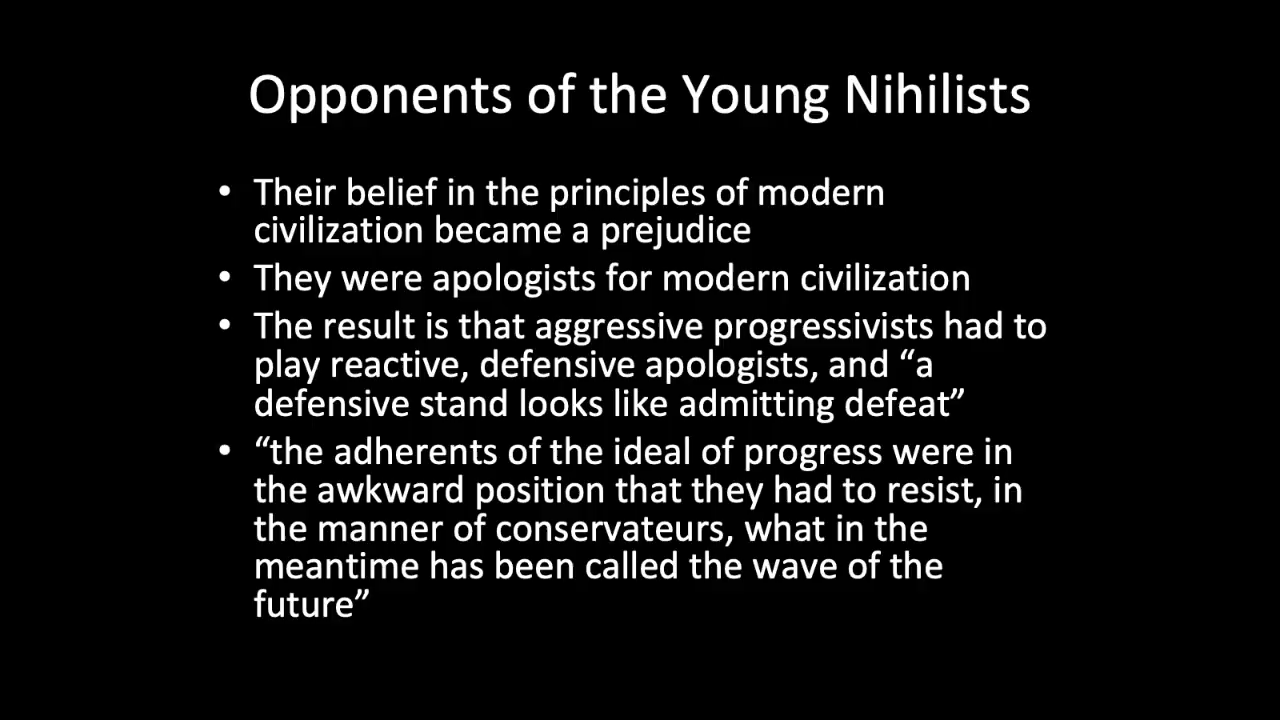 Opponents of the Young Nihilists
• Their belief in the principles of modern
civilization became a prejudice
• They were apologists for modern civilization
• The result is that aggressive progressivists had to
play reactive, defensive apologists, and “a
defensive stand looks like admitting defeat”
• “the adherents of the ideal of progress were in
the awkward position that they had to resist, in
the manner of conservateurs, what in the
meantime has been called the wave of the
future”